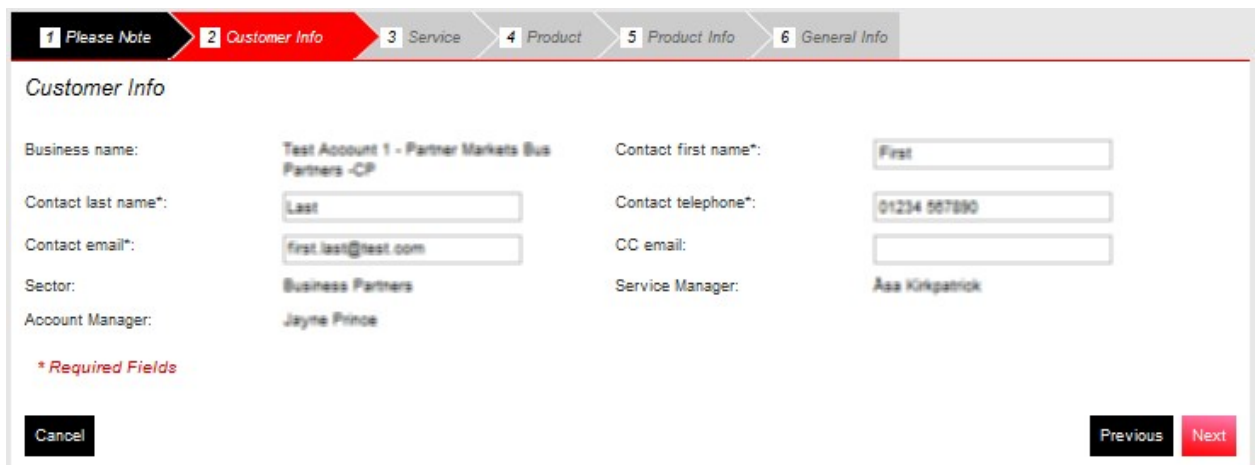 1 Please Note 2 Customer Info 3 Service 4 Product 5 Product Info 6 General Info
Customer Info
Business name: Test Account 1 - Partner Markets Bus Contact first name*: First
Partners -CP
Contact last name*: Last Contact telephone*: 01234 567890
Contact email*: first.last@test.com CC email:
Sector: Business Partners Service Manager: Åsa Kirkpatrick
Account Manager: Jayne Prince
* Required Fields
Cancel Previous Next